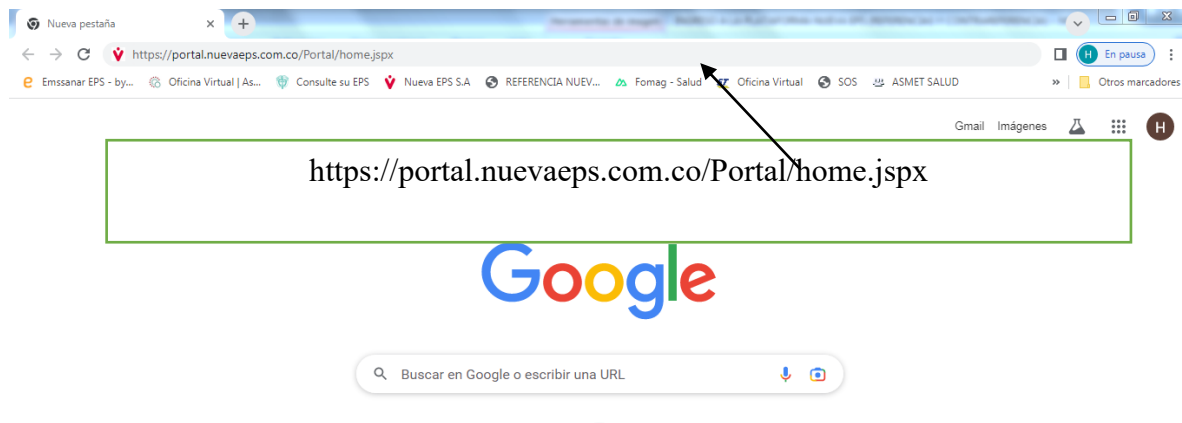 Nueva pestaña
https://portal.nuevaeps.com.co/Portal/home.jspx
H En pausa
Emssanar EPS - by... Oficina Virtual | As... Consulte su EPS Nueva EPS S.A REFERENCIA NUEV... Fomag - Salud Oficina Virtual SOS ASMET SALUD » Otros marcadores
Gmail Imágenes H
https://portal.nuevaeps.com.co/Portal/home.jspx
Google
Buscar en Google o escribir una URL